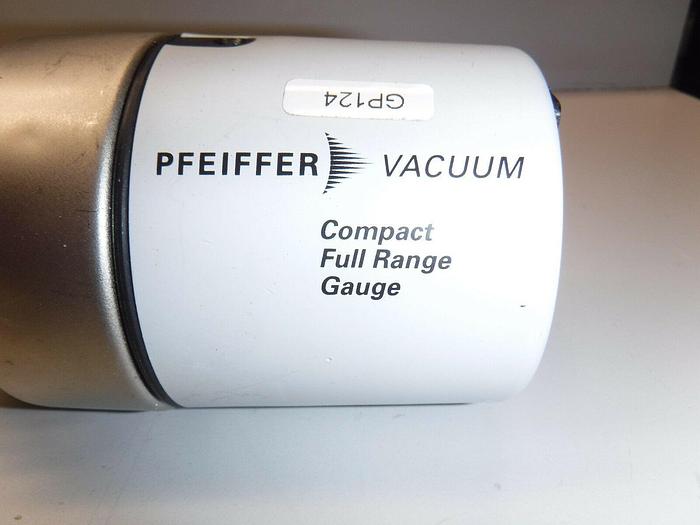 GP124
PFEIFFER VACUUM
Compact
Full Range
Gauge